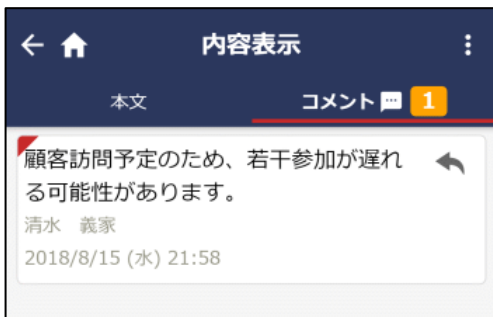 内容表示
本文
コメント 1
顧客訪問予定のため、若干参加が遅れ
る可能性があります。
清水　義家
2018/8/15 (水) 21:58